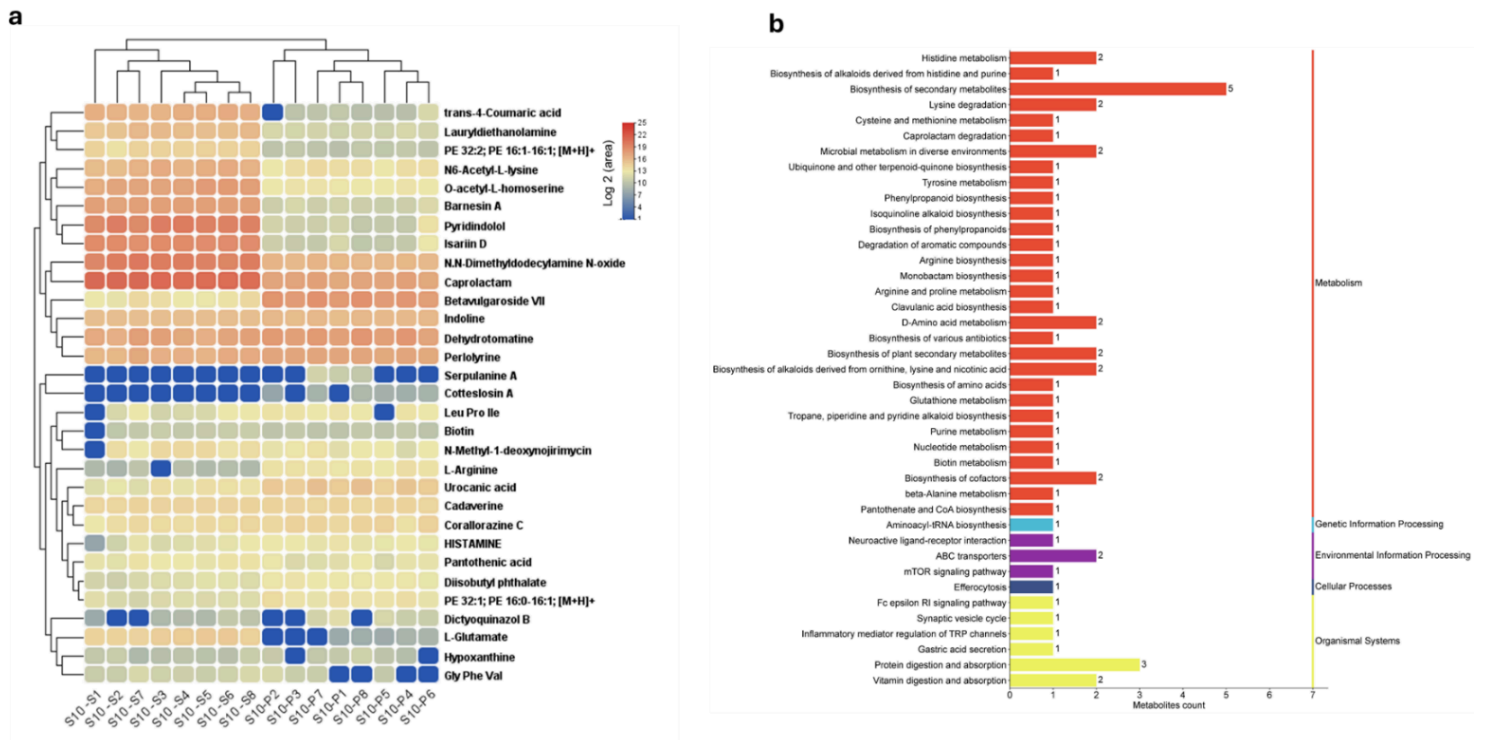 a
trans-4-Coumaric acid
Lauryldiethanolamine
PE 32:2; PE 16:1-16:1; [M+H]+
N6-Acetyl-L-lysine
O-acetyl-L-homoserine
Barnesin A
Pyridindolol
Isariin D
N.N-Dimethyldodecylamine N-oxide
Caprolactam
Betavulgaroside VII
Indoline
Dehydrotomatine
Perlolyrine
Serpulanine A
Cotteslosin A
Leu Pro Ile
Biotin
N-Methyl-1-deoxynojirimycin
L-Arginine
Urocanic acid
Cadaverine
Corallorazine C
HISTAMINE
Pantothenic acid
Diisobutyl phthalate
PE 32:1; PE 16:0-16:1; [M+H]+
Dictyoquinazol B
L-Glutamate
Hypoxanthine
Gly Phe Val
S10-S1
S10-S2
S10-S7
S10-S3
S10-S4
S10-S5
S10-S6
S10-S8
S10-P2
S10-P3
S10-P7
S10-P1
S10-P8
S10-P5
S10-P4
S10-P6
Log 2 (area)
25
22
19
16
13
10
7
4
1
b
Histidine metabolism 2
Biosynthesis of alkaloids derived from histidine and purine 1
Biosynthesis of secondary metabolites 5
Lysine degradation 2
Cysteine and methionine metabolism 1
Caprolactam degradation 1
Microbial metabolism in diverse environments 2
Ubiquinone and other terpenoid-quinone biosynthesis 1
Tyrosine metabolism 1
Phenylpropanoid biosynthesis 1
Isoquinoline alkaloid biosynthesis 1
Biosynthesis of phenylpropanoids 1
Degradation of aromatic compounds 1
Arginine biosynthesis 1
Monobactam biosynthesis 1
Arginine and proline metabolism 1
Clavulanic acid biosynthesis 1
D-Amino acid metabolism 2
Biosynthesis of various antibiotics 1
Biosynthesis of plant secondary metabolites 2
Biosynthesis of alkaloids derived from ornithine, lysine and nicotinic acid 2
Biosynthesis of amino acids 1
Glutathione metabolism 1
Tropane, piperidine and pyridine alkaloid biosynthesis 1
Purine metabolism 1
Nucleotide metabolism 1
Biotin metabolism 1
Biosynthesis of cofactors 2
beta-Alanine metabolism 1
Pantothenate and CoA biosynthesis 1
Aminoacyl-tRNA biosynthesis 1
Neuroactive ligand-receptor interaction 1
ABC transporters 2
mTOR signaling pathway 1
Efferocytosis 1
Fc epsilon RI signaling pathway 1
Synaptic vesicle cycle 1
Inflammatory mediator regulation of TRP channels 1
Gastric acid secretion 1
Protein digestion and absorption 3
Vitamin digestion and absorption 2
Metabolism
Genetic Information Processing
Environmental Information Processing
Cellular Processes
Organismal Systems
0 1 2 3 4 5 6 7
Metabolites count